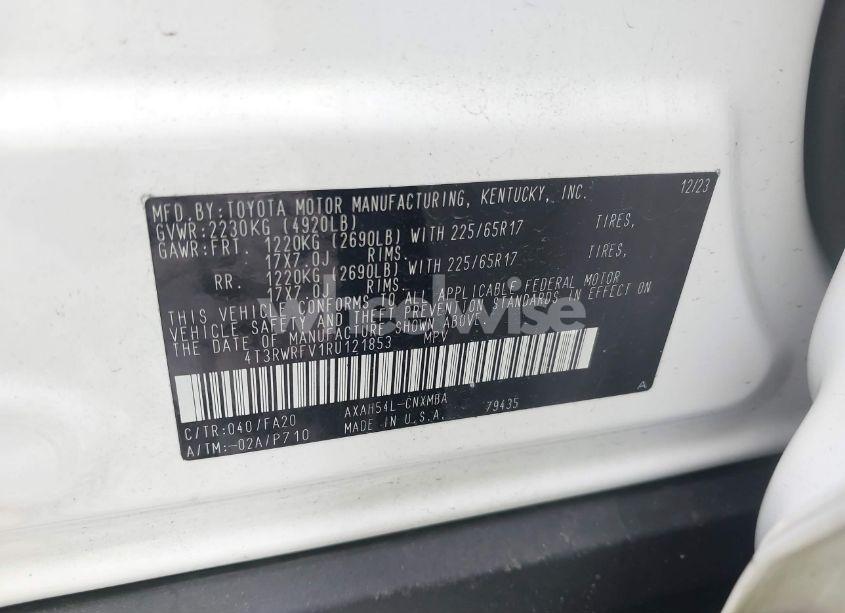 MFD.BY:TOYOTA MOTOR MANUFACTURING, KENTUCKY, INC. 12/23
GVWR:2230KG (4920LB)
GAWR:FRT. 1220KG (2690LB) WITH 225/65R17 TIRES,
17X7.0J RIMS.
RR. 1220KG (2690LB) WITH 225/65R17 TIRES,
17X7.0J RIMS.
THIS VEHICLE CONFORMS TO ALL APPLICABLE FEDERAL MOTOR
VEHICLE SAFETY AND THEFT PREVENTION STANDARDS IN EFFECT ON
THE DATE OF MANUFACTURE SHOWN ABOVE.
4T3RWRFV1RU121853 MPV
wheelwise
C/TR:040/FA20 AXAH54L-CNXMBA 79435 A
A/TM:-02A/P710 MADE IN U.S.A.